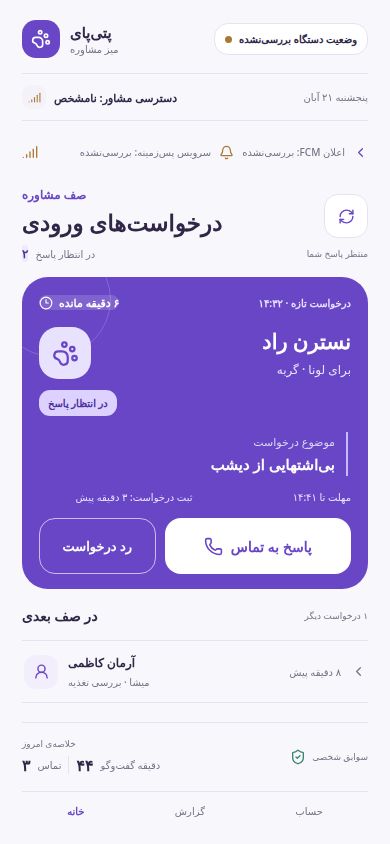 پتی‌پای
میز مشاوره
وضعیت دستگاه بررسی‌نشده
دسترسی مشاور: نامشخص
پنجشنبه ۲۱ آبان
اعلان FCM: بررسی‌نشده
سرویس پس‌زمینه: بررسی‌نشده
صف مشاوره
درخواست‌های ورودی
۲ در انتظار پاسخ
منتظر پاسخ شما
درخواست تازه · ۱۴:۳۲
۶ دقیقه مانده
نسترن راد
برای لونا · گربه
در انتظار پاسخ
موضوع درخواست
بی‌اشتهایی از دیشب
مهلت تا ۱۴:۴۱
ثبت درخواست: ۳ دقیقه پیش
پاسخ به تماس
رد درخواست
در صف بعدی
۱ درخواست دیگر
آرمان کاظمی
میشا · بررسی تغذیه
۸ دقیقه پیش
خلاصه‌ی امروز
۳ تماس
۴۴ دقیقه گفت‌وگو
سوابق شخصی
خانه
گزارش
حساب